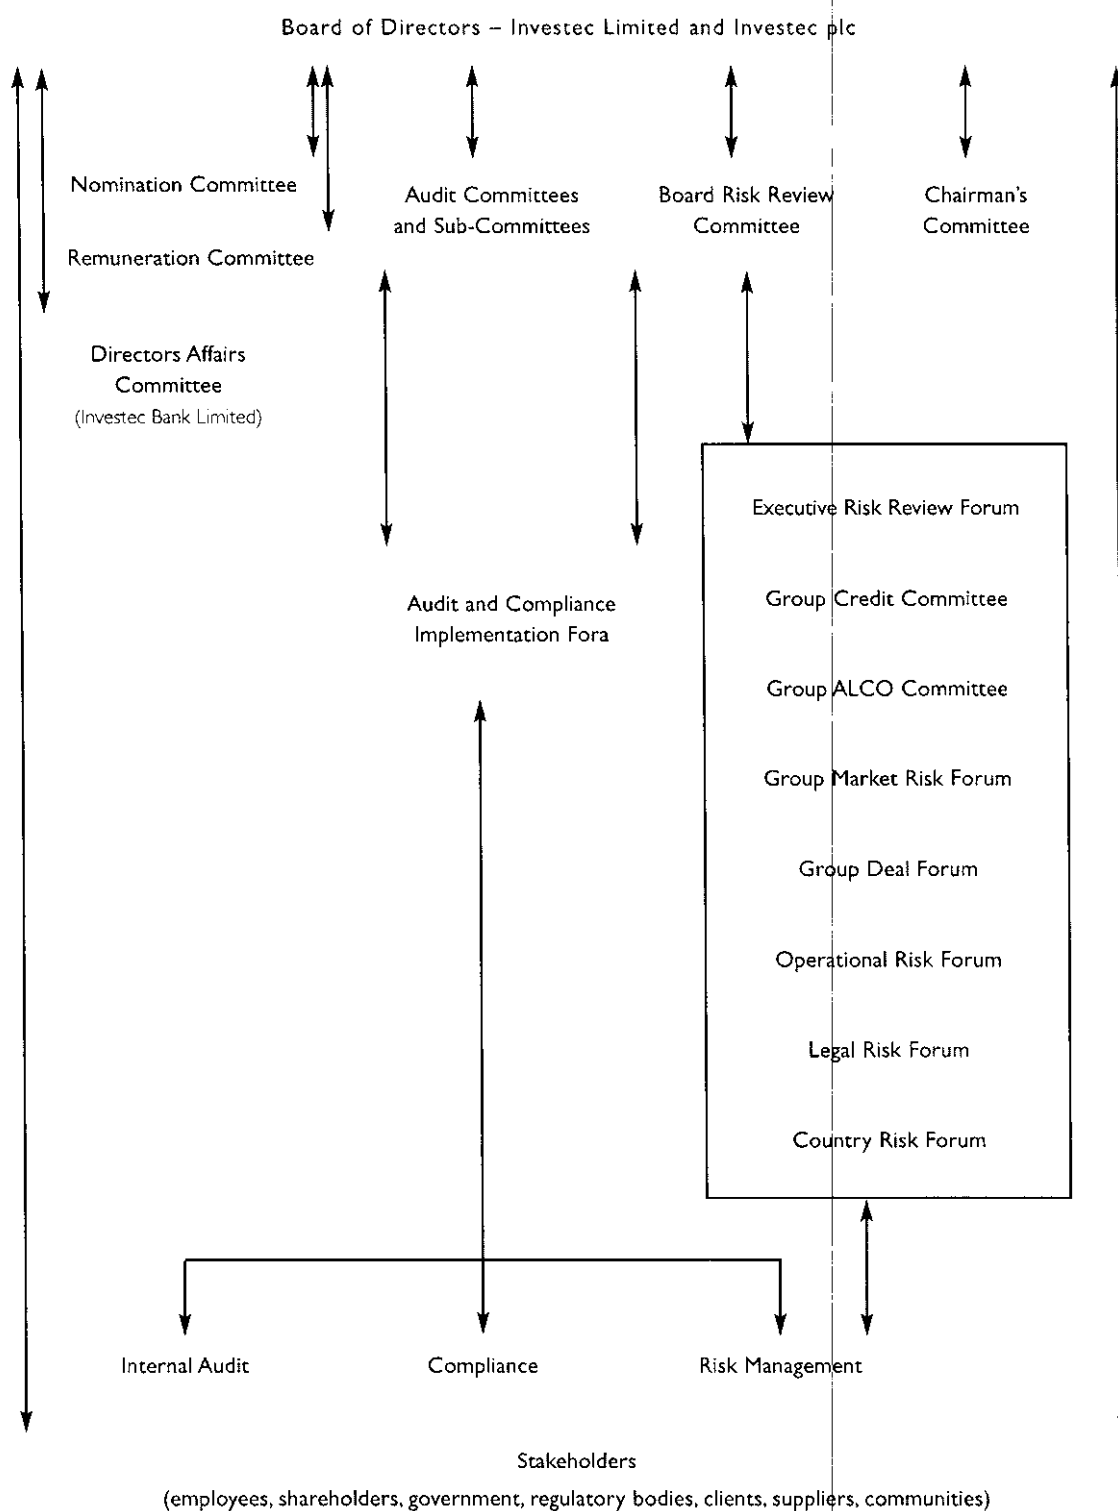 Board of Directors – Investec Limited and Investec plc
Nomination Committee
Remuneration Committee
Directors Affairs
Committee
(Investec Bank Limited)
Audit Committees
and Sub-Committees
Board Risk Review
Committee
Chairman's
Committee
Audit and Compliance
Implementation Fora
Executive Risk Review Forum
Group Credit Committee
Group ALCO Committee
Group Market Risk Forum
Group Deal Forum
Operational Risk Forum
Legal Risk Forum
Country Risk Forum
Internal Audit
Compliance
Risk Management
Stakeholders
(employees, shareholders, government, regulatory bodies, clients, suppliers, communities)